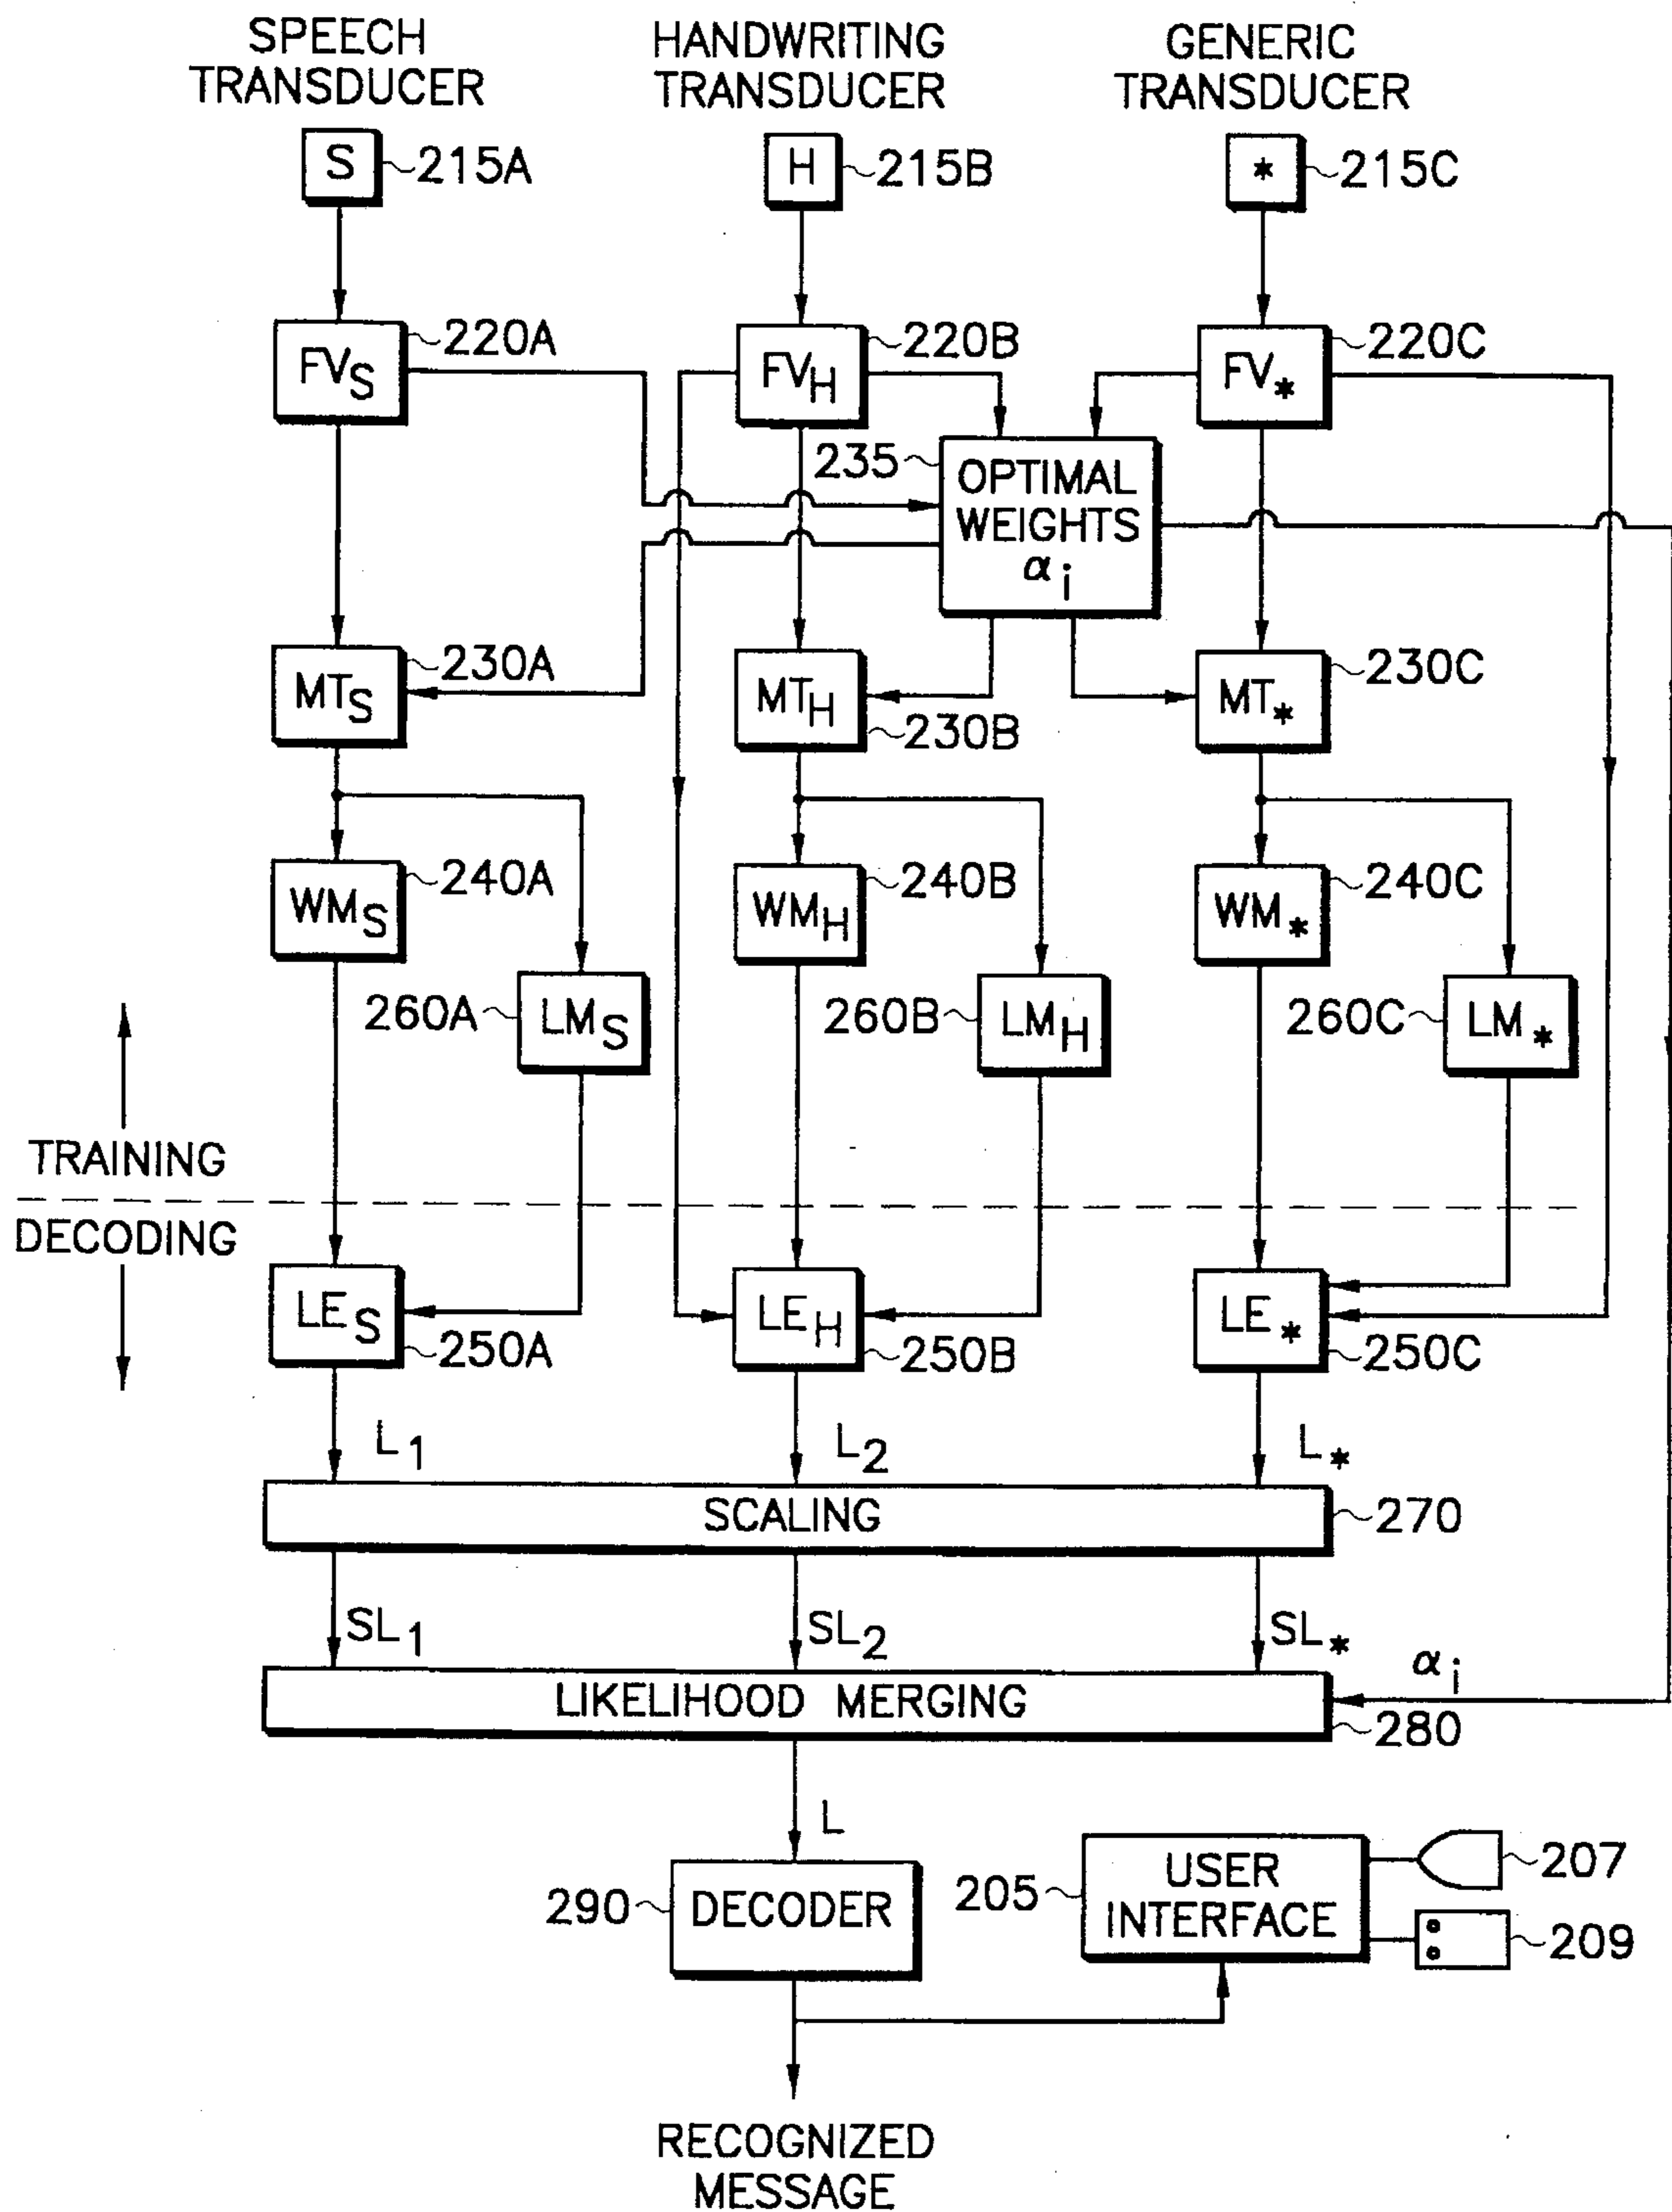 SPEECH TRANSDUCER
HANDWRITING TRANSDUCER
GENERIC TRANSDUCER
S
215A
H
215B
*
215C
FVS
220A
FVH
220B
FV*
220C
235
OPTIMAL
WEIGHTS
αi
MTS
230A
MTH
230B
MT*
230C
WMS
240A
WMH
240B
WM*
240C
260A
LMS
260B
LMH
260C
LM*
TRAINING
DECODING
LES
250A
LEH
250B
LE*
250C
L1
L2
L*
SCALING
270
SL1
SL2
SL*
αi
LIKELIHOOD MERGING
280
L
290
DECODER
205
USER
INTERFACE
207
209
RECOGNIZED
MESSAGE